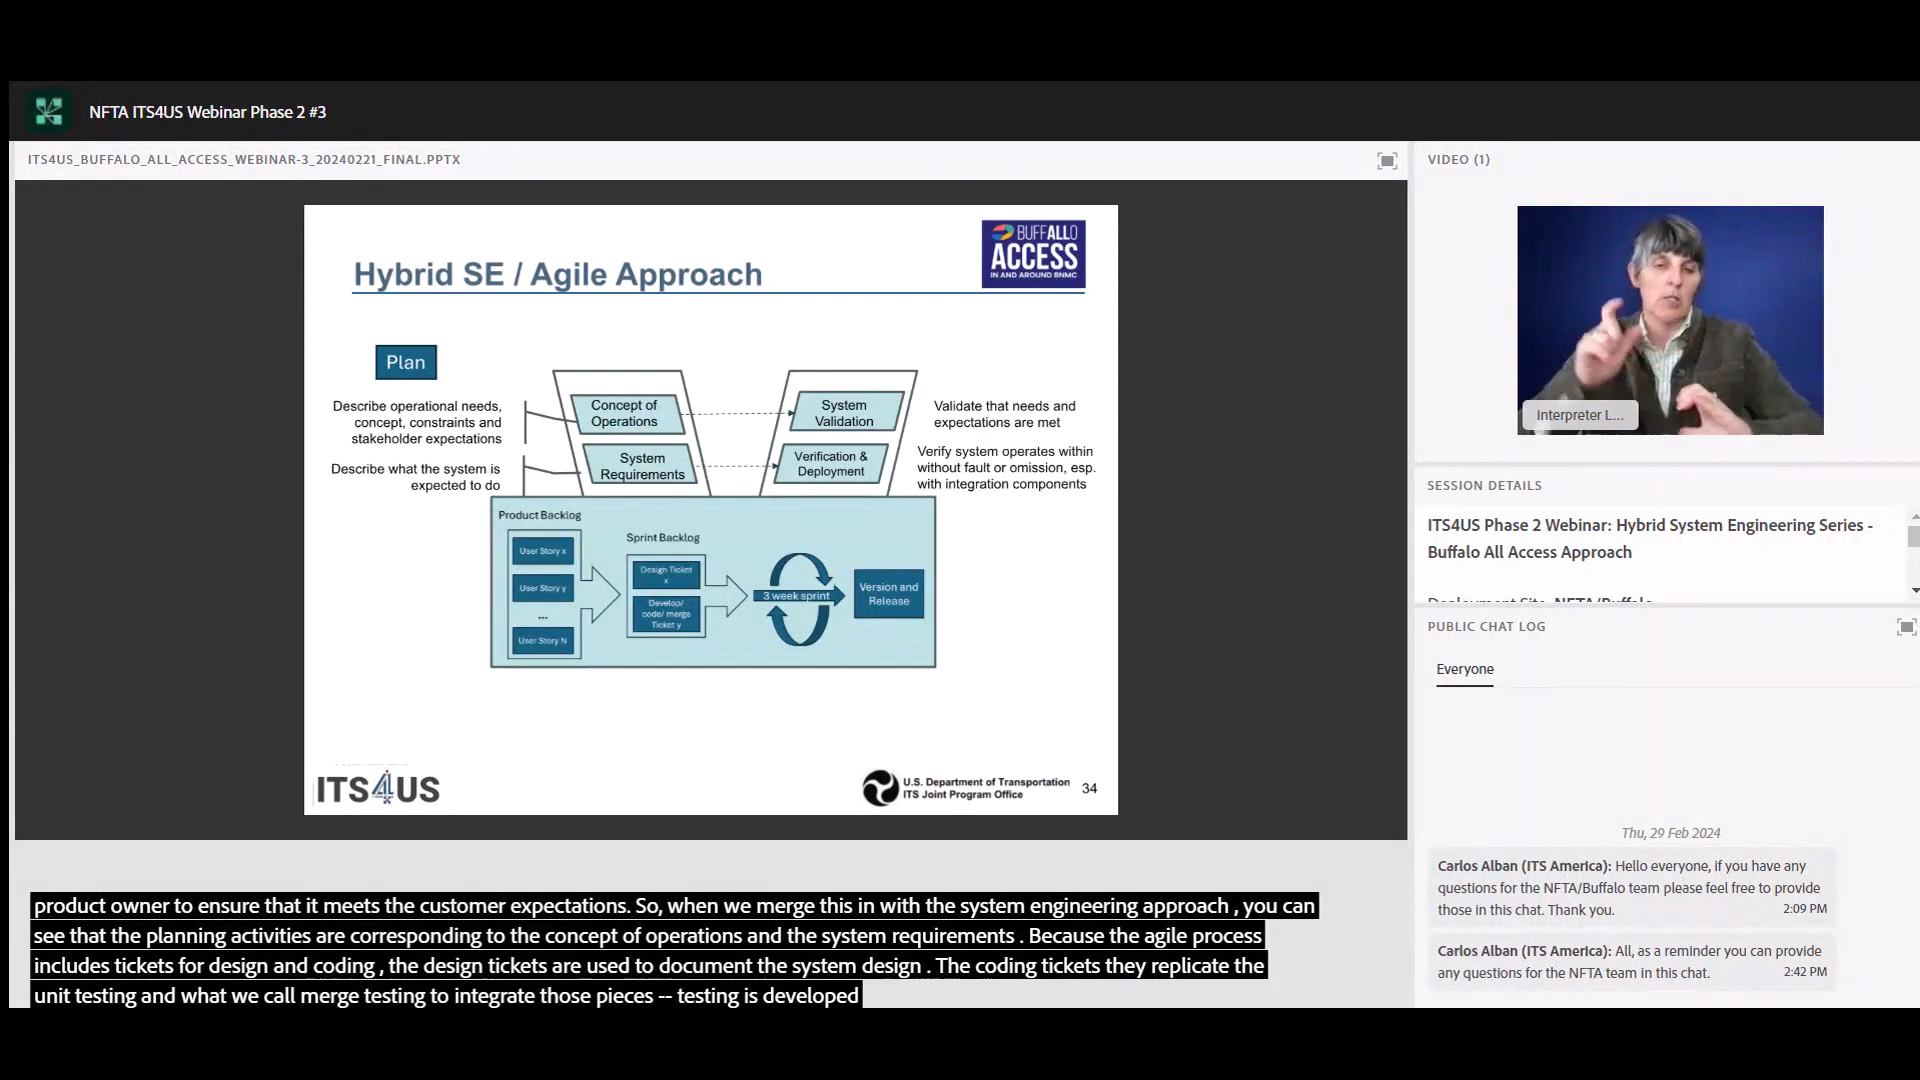 NFTA ITS4US Webinar Phase 2 #3
ITS4US_BUFFALO_ALL_ACCESS_WEBINAR-3_20240221_FINAL.PPTX
Hybrid SE / Agile Approach
BUFFALLO
ACCESS
IN AND AROUND BNMC
Plan
Describe operational needs,
concept, constraints and
stakeholder expectations
Describe what the system is
expected to do
Concept of
Operations
System
Requirements
System
Validation
Verification &
Deployment
Validate that needs and
expectations are met
Verify system operates within
without fault or omission, esp.
with integration components
Product Backlog
User Story x
User Story y
...
User Story N
Sprint Backlog
Design Ticket
x
Develop/
code/ merge
Ticket y
3 week sprint
Version and
Release
ITS4US
U.S. Department of Transportation
ITS Joint Program Office
34
product owner to ensure that it meets the customer expectations. So, when we merge this in with the system engineering approach , you can
see that the planning activities are corresponding to the concept of operations and the system requirements . Because the agile process
includes tickets for design and coding , the design tickets are used to document the system design . The coding tickets they replicate the
unit testing and what we call merge testing to integrate those pieces -- testing is developed
VIDEO (1)
Interpreter L...
SESSION DETAILS
ITS4US Phase 2 Webinar: Hybrid System Engineering Series -
Buffalo All Access Approach
Deployment Site: NFTA/Buffalo
PUBLIC CHAT LOG
Everyone
Thu, 29 Feb 2024
Carlos Alban (ITS America): Hello everyone, if you have any
questions for the NFTA/Buffalo team please feel free to provide
those in this chat. Thank you.
2:09 PM
Carlos Alban (ITS America): All, as a reminder you can provide
any questions for the NFTA team in this chat.
2:42 PM